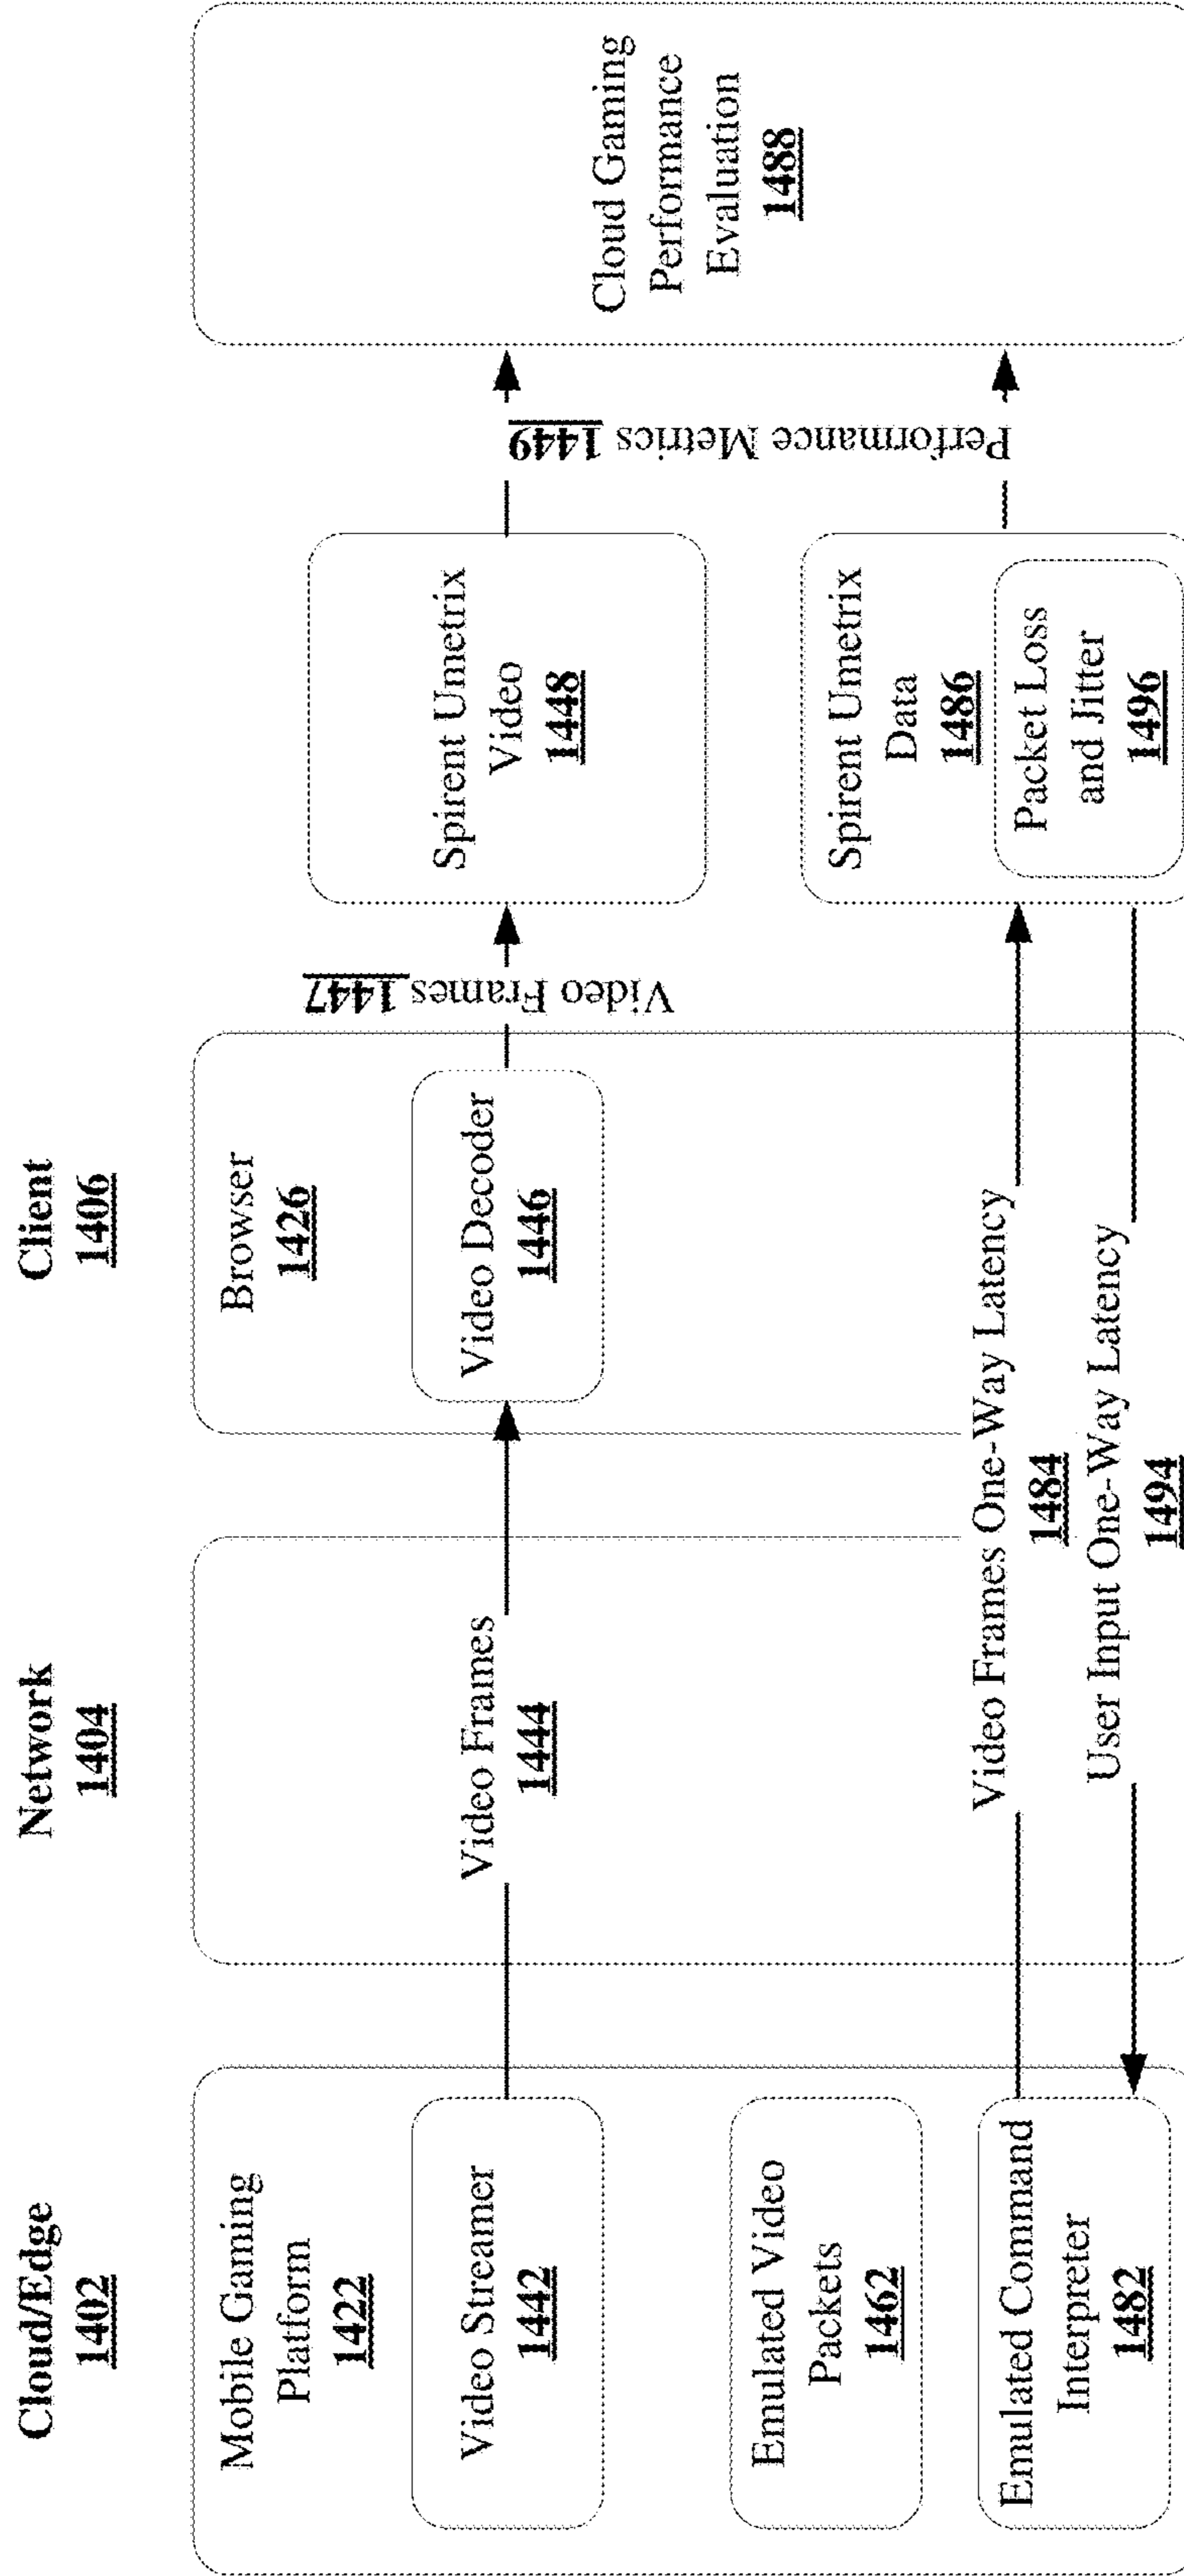 Cloud/Edge
1402
Network
1404
Client
1406
Mobile Gaming
Platform
1422
Video Streamer
1442
Emulated Video
Packets
1462
Emulated Command
Interpreter
1482
Video Frames
1444
Video Frames One-Way Latency
1484
User Input One-Way Latency
1494
Browser
1426
Video Decoder
1446
Video Frames 1447
Spirent Umetrix
Video
1448
Spirent Umetrix
Data
1486
Packet Loss
and Jitter
1496
Performance Metrics 1449
Cloud Gaming
Performance
Evaluation
1488